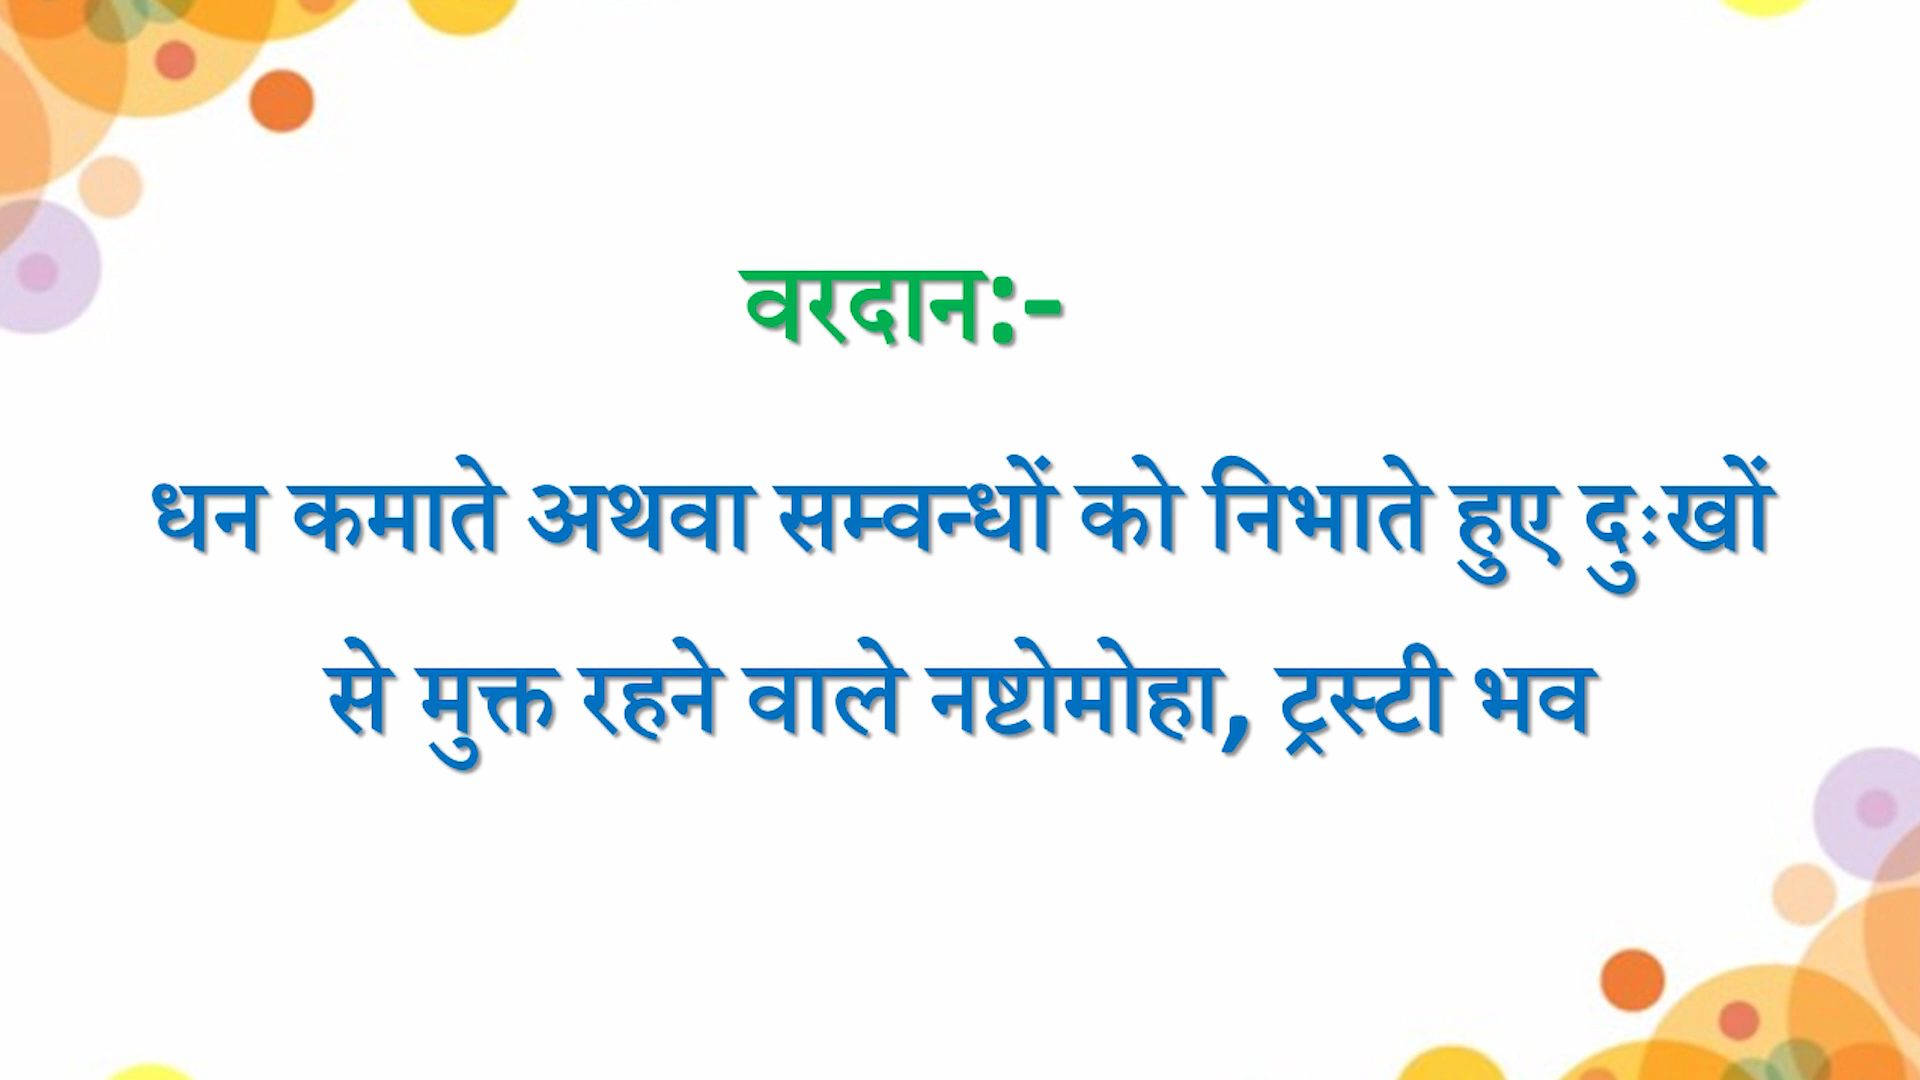 वरदान:-
धन कमाते अथवा सम्वन्धों को निभाते हुए दुःखों
से मुक्त रहने वाले नष्टोमोहा, ट्रस्टी भव